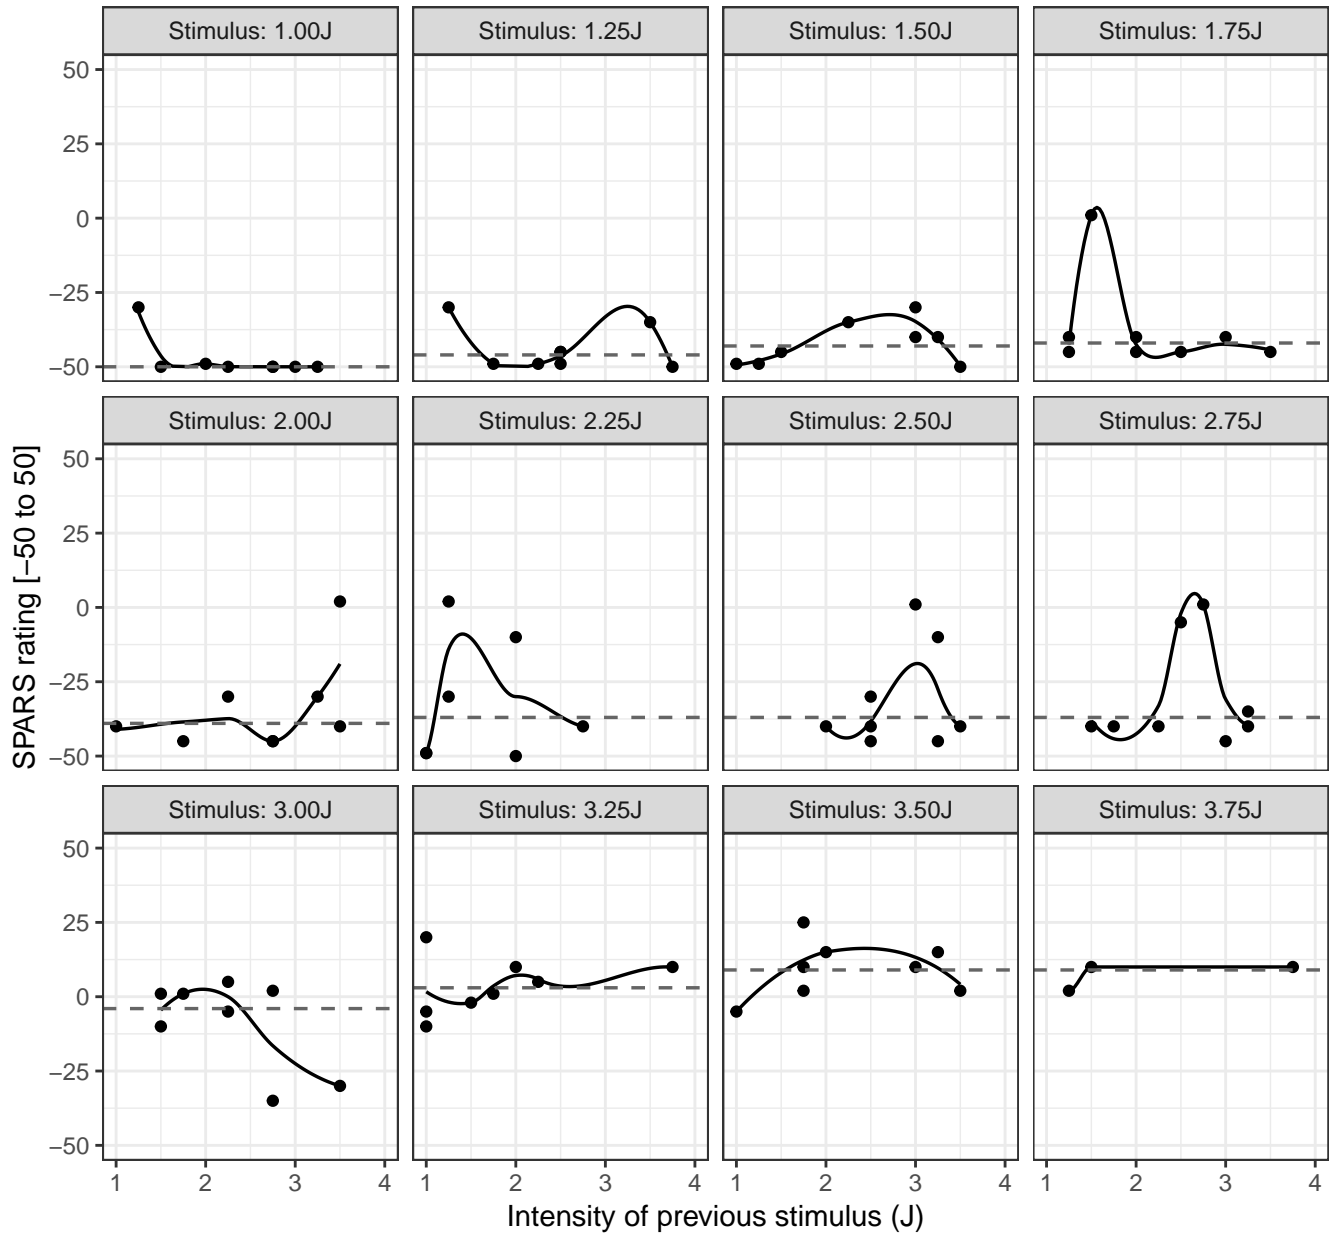 Stimulus: 1.00J
Stimulus: 1.25J
Stimulus: 1.50J
Stimulus: 1.75J
50
25
0
−25
−50
Stimulus: 2.00J
Stimulus: 2.25J
Stimulus: 2.50J
Stimulus: 2.75J
50
25
0
−25
−50
SPARS rating [−50 to 50]
Stimulus: 3.00J
Stimulus: 3.25J
Stimulus: 3.50J
Stimulus: 3.75J
50
25
0
−25
−50
1 2 3 4
1 2 3 4
1 2 3 4
1 2 3 4
Intensity of previous stimulus (J)